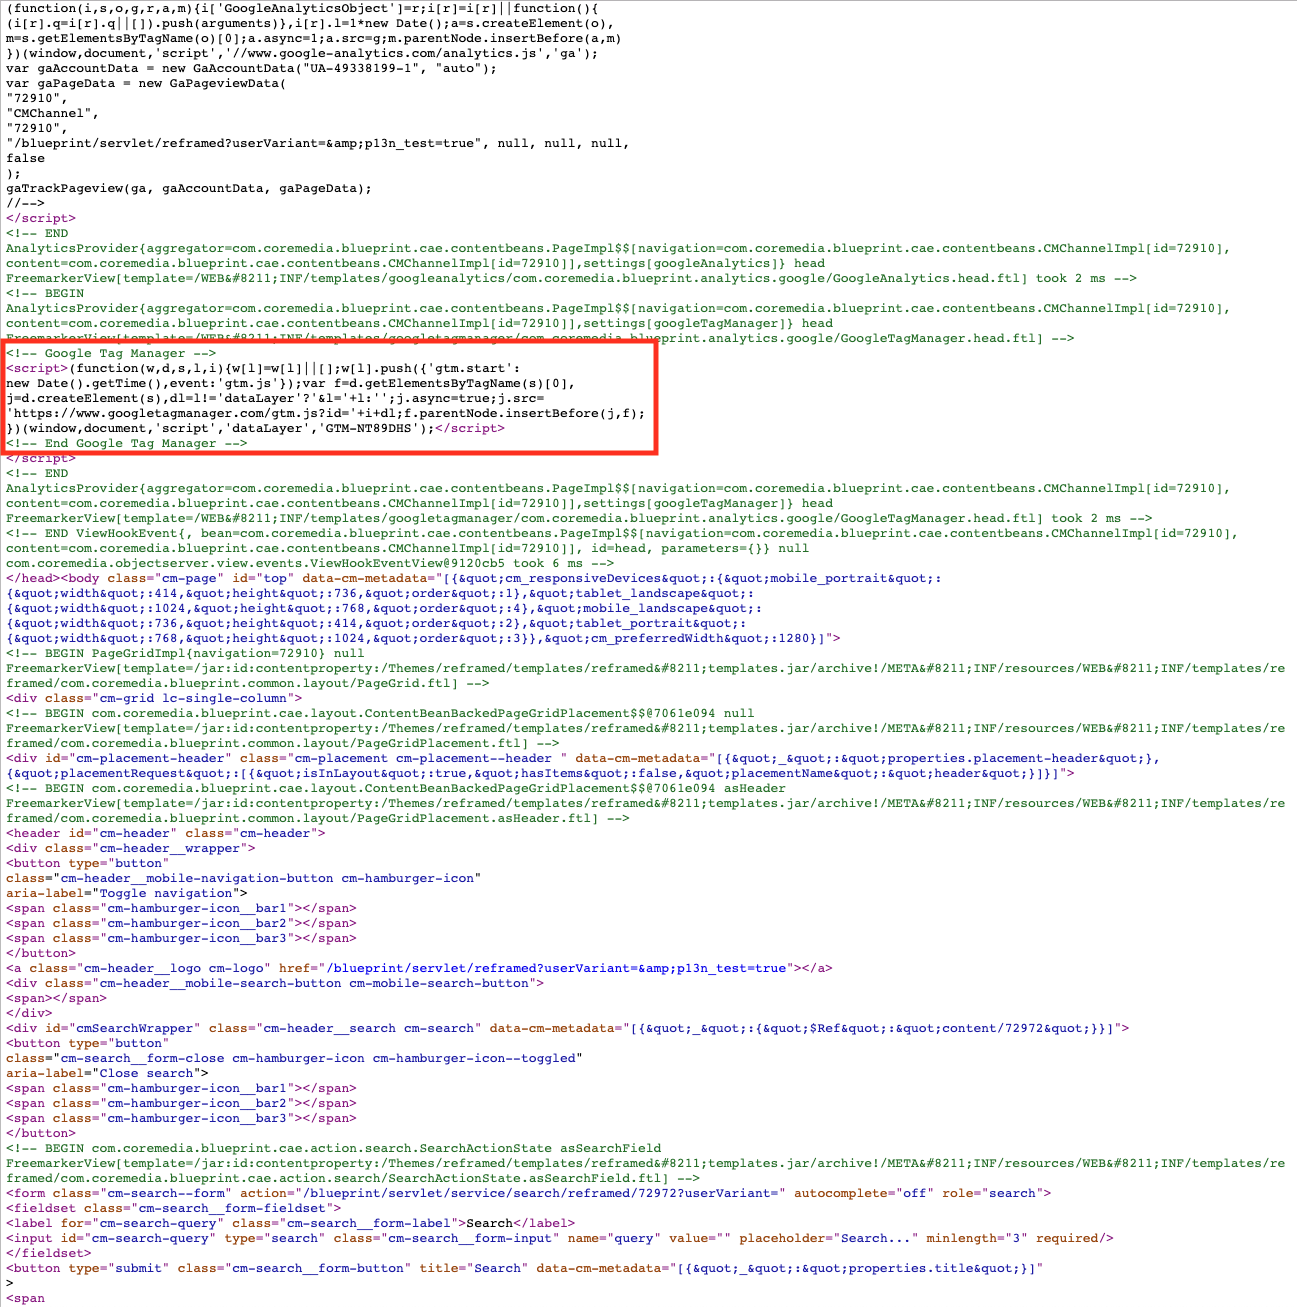 (function(i,s,o,g,r,a,m){i['GoogleAnalyticsObject']=r;i[r]=i[r]||function(){
(i[r].q=i[r].q||[]).push(arguments)},i[r].l=1*new Date();a=s.createElement(o),
m=s.getElementsByTagName(o)[0];a.async=1;a.src=g;m.parentNode.insertBefore(a,m)
})(window,document,'script','//www.google-analytics.com/analytics.js','ga');
var gaAccountData = new GaAccountData("UA-49338199-1", "auto");
var gaPageData = new GaPageviewData(
"72910",
"CMChannel",
"72910",
"/blueprint/servlet/reframed?userVariant=&amp;p13n_test=true", null, null, null,
false
);
gaTrackPageview(ga, gaAccountData, gaPageData);
//-->
</script>
<!-- END
AnalyticsProvider{aggregator=com.coremedia.blueprint.cae.contentbeans.PageImpl$$[navigation=com.coremedia.blueprint.cae.contentbeans.CMChannelImpl[id=72910],
content=com.coremedia.blueprint.cae.contentbeans.CMChannelImpl[id=72910]],settings[googleAnalytics]} head
FreemarkerView[template=/WEB&#8211;INF/templates/googleanalytics/com.coremedia.blueprint.analytics.google/GoogleAnalytics.head.ftl] took 2 ms -->
<!-- BEGIN
AnalyticsProvider{aggregator=com.coremedia.blueprint.cae.contentbeans.PageImpl$$[navigation=com.coremedia.blueprint.cae.contentbeans.CMChannelImpl[id=72910],
content=com.coremedia.blueprint.cae.contentbeans.CMChannelImpl[id=72910]],settings[googleTagManager]} head
FreemarkerView[template=/WEB&#8211;INF/templates/googletagmanager/com.coremedia.blueprint.analytics.google/GoogleTagManager.head.ftl] -->
<!-- Google Tag Manager -->
<script>(function(w,d,s,l,i){w[l]=w[l]||[];w[l].push({'gtm.start':
new Date().getTime(),event:'gtm.js'});var f=d.getElementsByTagName(s)[0],
j=d.createElement(s),dl=l!='dataLayer'?'&l='+l:'';j.async=true;j.src=
'https://www.googletagmanager.com/gtm.js?id='+i+dl;f.parentNode.insertBefore(j,f);
})(window,document,'script','dataLayer','GTM-NT89DHS');</script>
<!-- End Google Tag Manager -->
</script>
<!-- END
AnalyticsProvider{aggregator=com.coremedia.blueprint.cae.contentbeans.PageImpl$$[navigation=com.coremedia.blueprint.cae.contentbeans.CMChannelImpl[id=72910],
content=com.coremedia.blueprint.cae.contentbeans.CMChannelImpl[id=72910]],settings[googleTagManager]} head
FreemarkerView[template=/WEB&#8211;INF/templates/googletagmanager/com.coremedia.blueprint.analytics.google/GoogleTagManager.head.ftl] took 2 ms -->
<!-- END ViewHookEvent{, bean=com.coremedia.blueprint.cae.contentbeans.PageImpl$$[navigation=com.coremedia.blueprint.cae.contentbeans.CMChannelImpl[id=72910],
content=com.coremedia.blueprint.cae.contentbeans.CMChannelImpl[id=72910]], id=head, parameters={}} null
com.coremedia.objectserver.view.events.ViewHookEventView@9120cb5 took 6 ms -->
</head><body class="cm-page" id="top" data-cm-metadata="[{&quot;cm_responsiveDevices&quot;:{&quot;mobile_portrait&quot;:
{&quot;width&quot;:414,&quot;height&quot;:736,&quot;order&quot;:1},&quot;tablet_landscape&quot;:
{&quot;width&quot;:1024,&quot;height&quot;:768,&quot;order&quot;:4},&quot;mobile_landscape&quot;:
{&quot;width&quot;:736,&quot;height&quot;:414,&quot;order&quot;:2},&quot;tablet_portrait&quot;:
{&quot;width&quot;:768,&quot;height&quot;:1024,&quot;order&quot;:3}},&quot;cm_preferredWidth&quot;:1280}]">
<!-- BEGIN PageGridImpl{navigation=72910} null
FreemarkerView[template=/jar:id:contentproperty:/Themes/reframed/templates/reframed&#8211;templates.jar/archive!/META&#8211;INF/resources/WEB&#8211;INF/templates/re
framed/com.coremedia.blueprint.common.layout/PageGrid.ftl] -->
<div class="cm-grid lc-single-column">
<!-- BEGIN com.coremedia.blueprint.cae.layout.ContentBeanBackedPageGridPlacement$$@7061e094 null
FreemarkerView[template=/jar:id:contentproperty:/Themes/reframed/templates/reframed&#8211;templates.jar/archive!/META&#8211;INF/resources/WEB&#8211;INF/templates/re
framed/com.coremedia.blueprint.common.layout/PageGridPlacement.ftl] -->
<div id="cm-placement-header" class="cm-placement cm-placement--header " data-cm-metadata="[{&quot;_&quot;:&quot;properties.placement-header&quot;},
{&quot;placementRequest&quot;:[{&quot;isInLayout&quot;:true,&quot;hasItems&quot;:false,&quot;placementName&quot;:&quot;header&quot;}]}]">
<!-- BEGIN com.coremedia.blueprint.cae.layout.ContentBeanBackedPageGridPlacement$$@7061e094 asHeader
FreemarkerView[template=/jar:id:contentproperty:/Themes/reframed/templates/reframed&#8211;templates.jar/archive!/META&#8211;INF/resources/WEB&#8211;INF/templates/re
framed/com.coremedia.blueprint.common.layout/PageGridPlacement.asHeader.ftl] -->
<header id="cm-header" class="cm-header">
<div class="cm-header__wrapper">
<button type="button"
class="cm-header__mobile-navigation-button cm-hamburger-icon"
aria-label="Toggle navigation">
<span class="cm-hamburger-icon__bar1"></span>
<span class="cm-hamburger-icon__bar2"></span>
<span class="cm-hamburger-icon__bar3"></span>
</button>
<a class="cm-header__logo cm-logo" href="/blueprint/servlet/reframed?userVariant=&amp;p13n_test=true"></a>
<div class="cm-header__mobile-search-button cm-mobile-search-button">
<span></span>
</div>
<div id="cmSearchWrapper" class="cm-header__search cm-search" data-cm-metadata="[{&quot;_&quot;:{&quot;$Ref&quot;:&quot;content/72972&quot;}}]">
<button type="button"
class="cm-search__form-close cm-hamburger-icon cm-hamburger-icon--toggled"
aria-label="Close search">
<span class="cm-hamburger-icon__bar1"></span>
<span class="cm-hamburger-icon__bar2"></span>
<span class="cm-hamburger-icon__bar3"></span>
</button>
<!-- BEGIN com.coremedia.blueprint.cae.action.search.SearchActionState asSearchField
FreemarkerView[template=/jar:id:contentproperty:/Themes/reframed/templates/reframed&#8211;templates.jar/archive!/META&#8211;INF/resources/WEB&#8211;INF/templates/re
framed/com.coremedia.blueprint.cae.action.search/SearchActionState.asSearchField.ftl] -->
<form class="cm-search--form" action="/blueprint/servlet/service/search/reframed/72972?userVariant=" autocomplete="off" role="search">
<fieldset class="cm-search__form-fieldset">
<label for="cm-search-query" class="cm-search__form-label">Search</label>
<input id="cm-search-query" type="search" class="cm-search__form-input" name="query" value="" placeholder="Search..." minlength="3" required/>
</fieldset>
<button type="submit" class="cm-search__form-button" title="Search" data-cm-metadata="[{&quot;_&quot;:&quot;properties.title&quot;}]"
>
<span